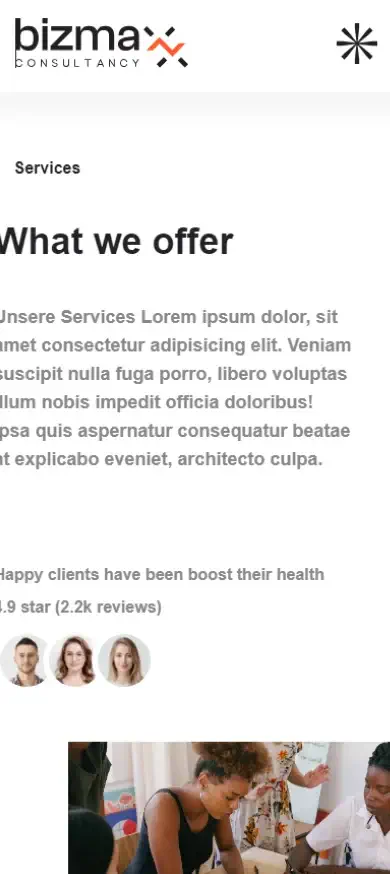 bizmax
CONSULTANCY
Services
What we offer
Unsere Services Lorem ipsum dolor, sit
amet consectetur adipisicing elit. Veniam
suscipit nulla fuga porro, libero voluptas
illum nobis impedit officia doloribus!
Ipsa quis aspernatur consequatur beatae
at explicabo eveniet, architecto culpa.
Happy clients have been boost their health
4.9 star (2.2k reviews)